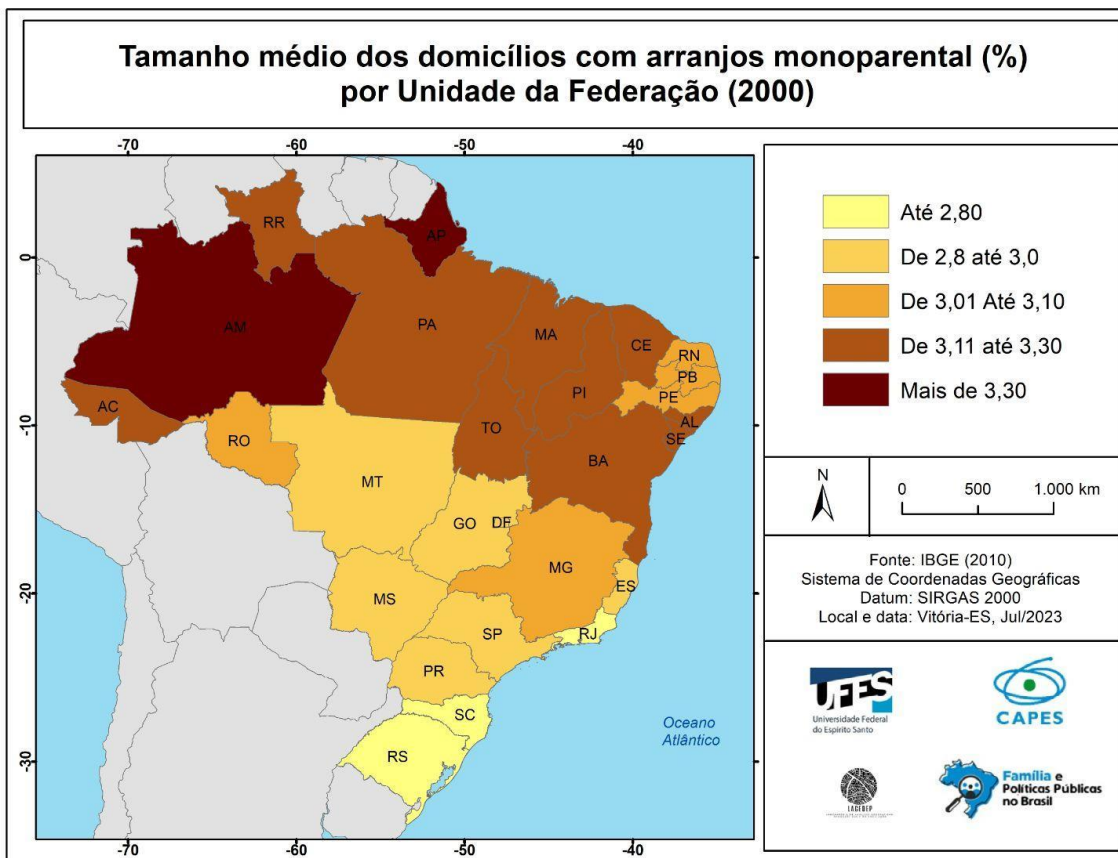 Tamanho médio dos domicílios com arranjos monoparental (%)
por Unidade da Federação (2000)
-70
-60
-50
-40
RR
AP
0
AM
PA
MA
CE
RN
PB
PE
PI
AC
AL
SE
-10
RO
TO
BA
MT
GO
DF
MG
ES
-20
MS
SP
RJ
PR
SC
Oceano
Atlântico
RS
-30
-70
-60
-50
-40
Até 2,80
De 2,8 até 3,0
De 3,01 Até 3,10
De 3,11 até 3,30
Mais de 3,30
N
0 500 1.000 km
Fonte: IBGE (2010)
Sistema de Coordenadas Geográficas
Datum: SIRGAS 2000
Local e data: Vitória-ES, Jul/2023
UFES
Universidade Federal
do Espírito Santo
CAPES
LAGEDEP
Família e
Políticas Públicas
no Brasil